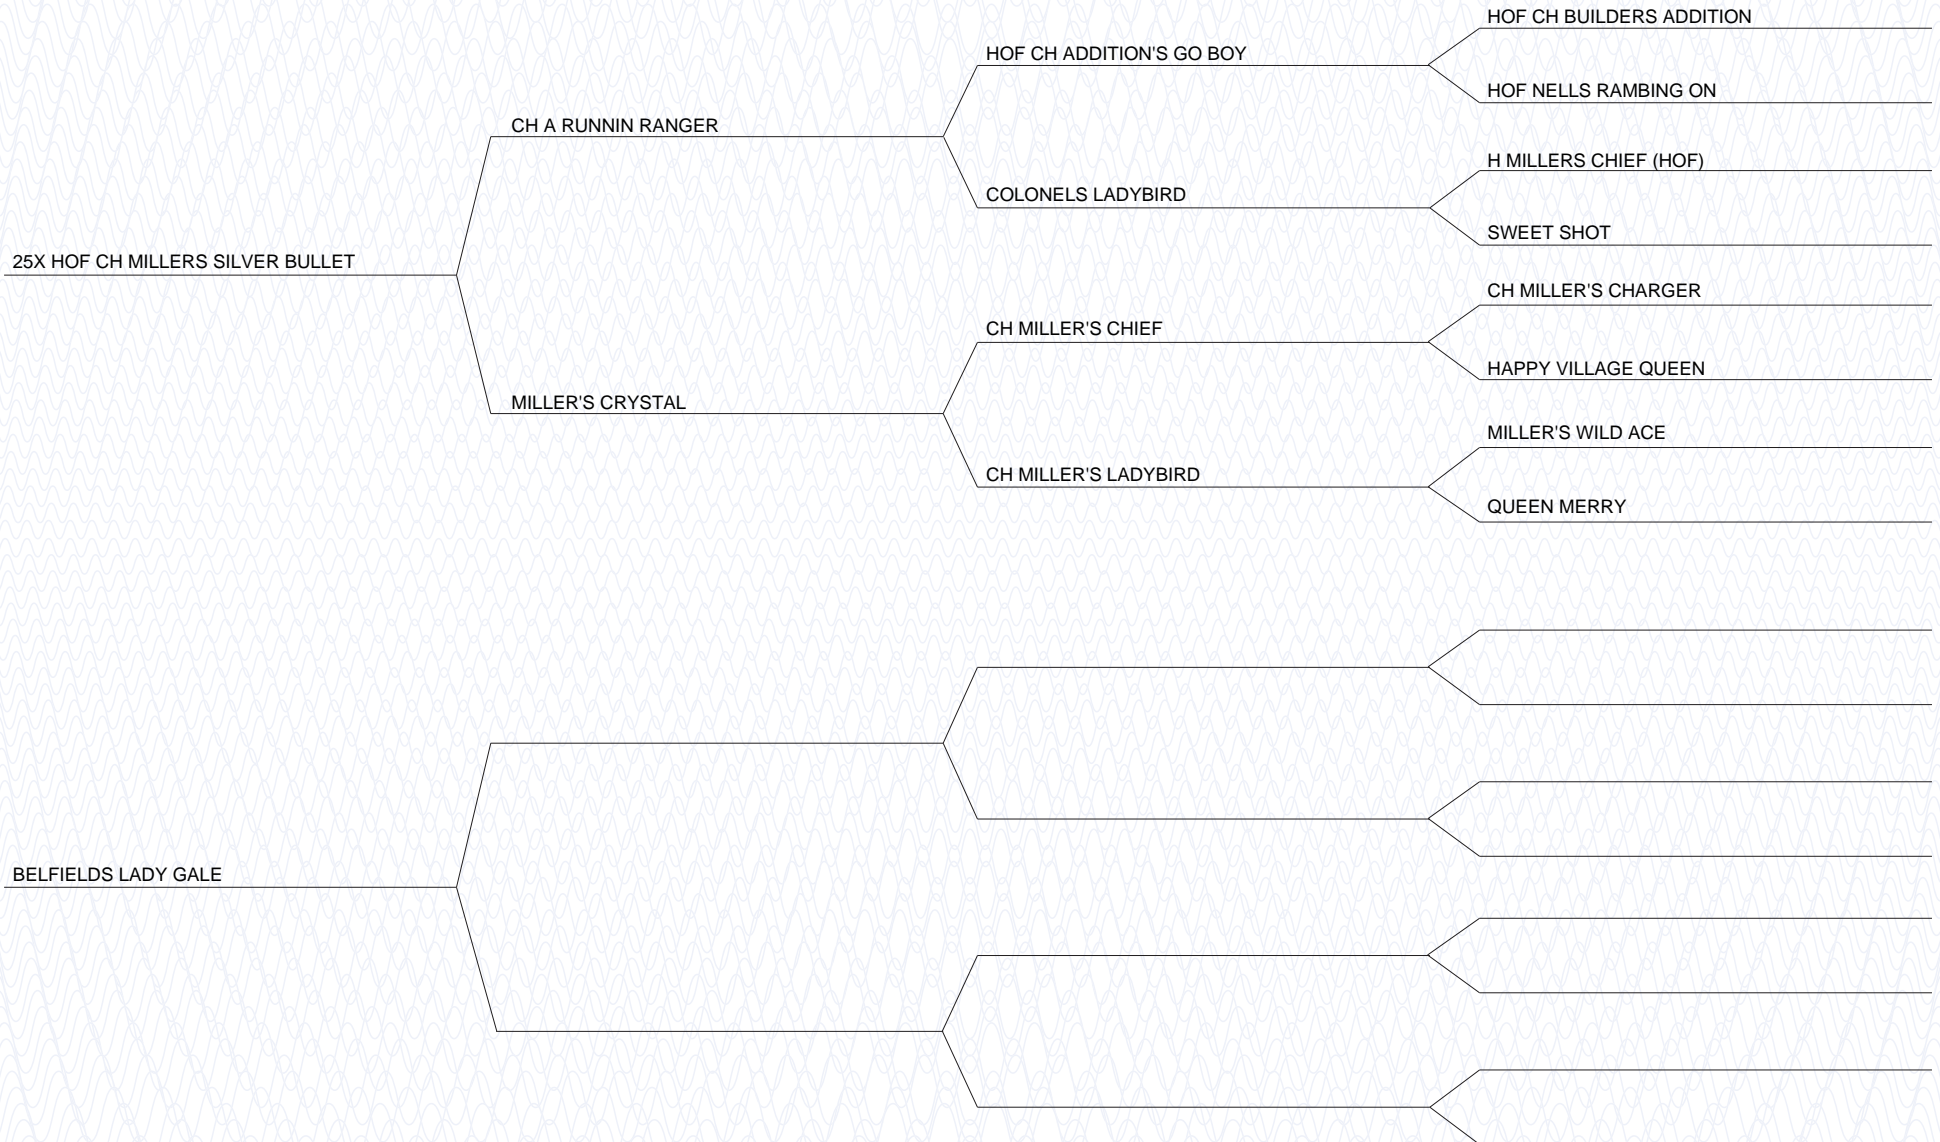 HOF CH BUILDERS ADDITION
HOF CH ADDITION'S GO BOY
HOF NELLS RAMBING ON
CH A RUNNIN RANGER
H MILLERS CHIEF (HOF)
COLONELS LADYBIRD
SWEET SHOT
25X HOF CH MILLERS SILVER BULLET
CH MILLER'S CHARGER
CH MILLER'S CHIEF
HAPPY VILLAGE QUEEN
MILLER'S CRYSTAL
MILLER'S WILD ACE
CH MILLER'S LADYBIRD
QUEEN MERRY
BELFIELDS LADY GALE